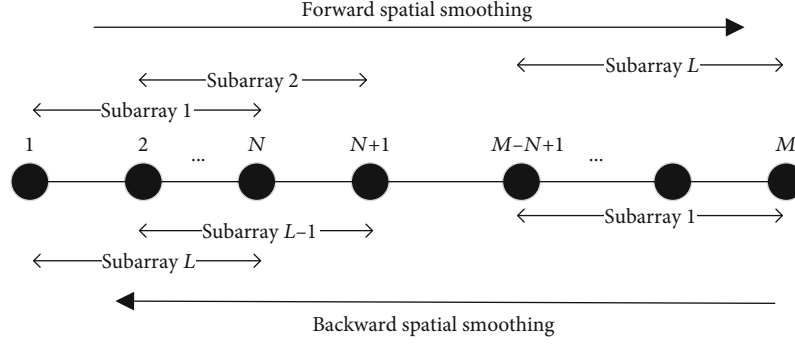 Forward spatial smoothing
Subarray L
Subarray 2
Subarray 1
1 2 ... N N+1 M–N+1 ... M
Subarray 1
Subarray L–1
Subarray L
Backward spatial smoothing